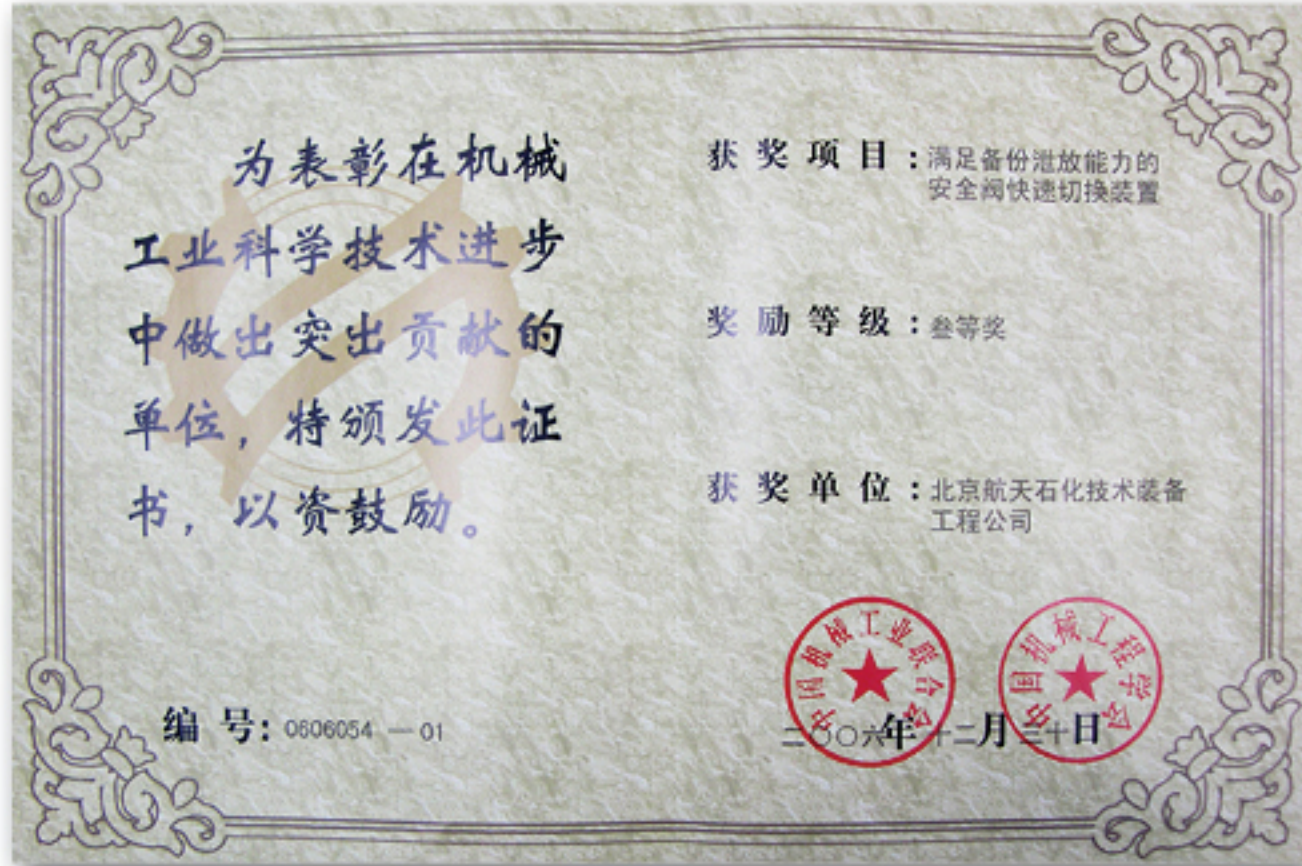 为表彰在机械
工业科学技术进步
中做出突出贡献的
单位，特颁发此证
书，以资鼓励。
编号：0606054—01
获奖项目：满足备份泄放能力的
安全阀快速切换装置
奖励等级：叁等奖
获奖单位：北京航天石化技术装备
工程公司
中国机械工业联合会
中国机械工程学会
二〇〇六年十二月三十日